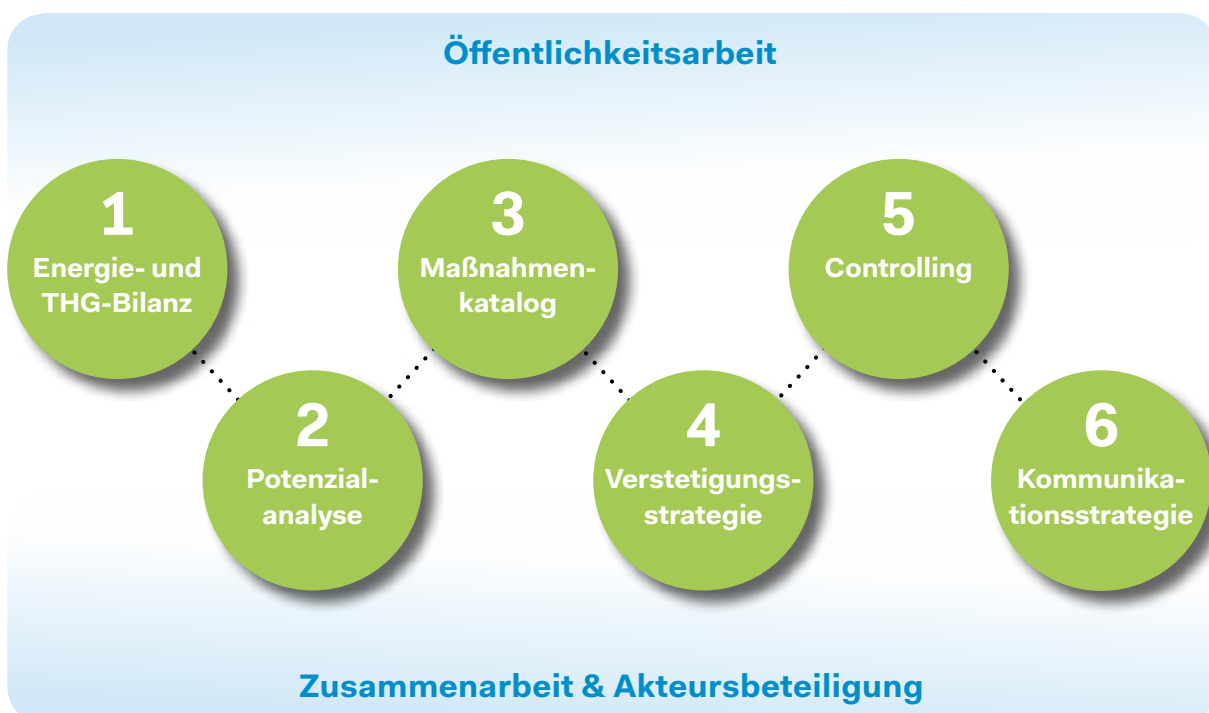 Öffentlichkeitsarbeit
1
Energie- und
THG-Bilanz
2
Potenzial-
analyse
3
Maßnahmen-
katalog
4
Verstetigungs-
strategie
5
Controlling
6
Kommunika-
tionsstrategie
Zusammenarbeit & Akteursbeteiligung